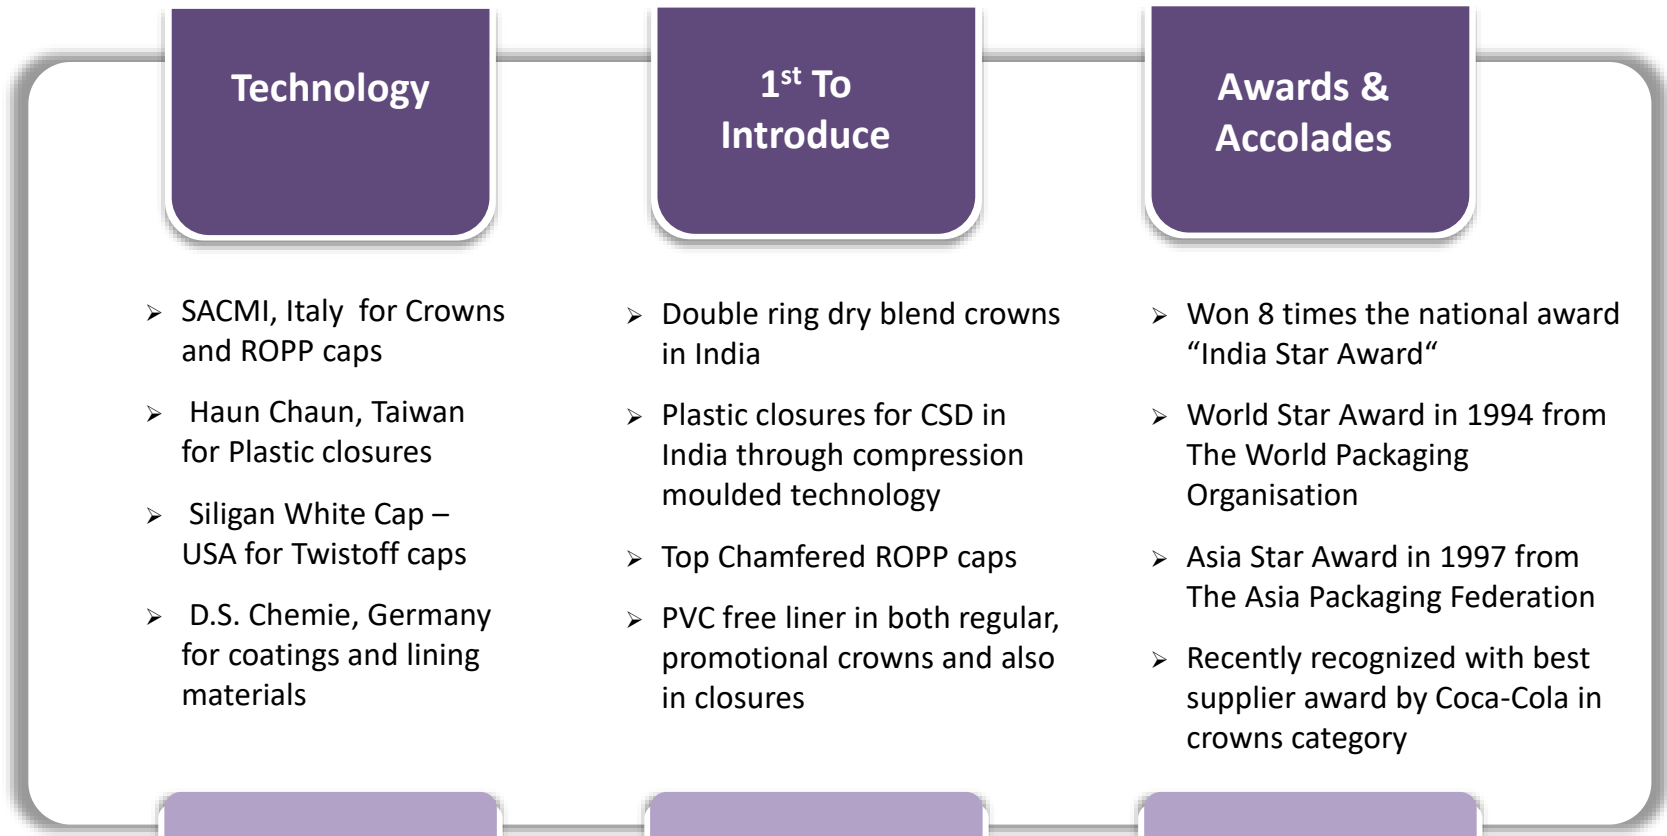 Technology
➢ SACMI, Italy  for Crowns
and ROPP caps
➢ Haun Chaun, Taiwan
for Plastic closures
➢ Siligan White Cap –
USA for Twistoff caps
➢ D.S. Chemie, Germany
for coatings and lining
materials
1st To
Introduce
➢ Double ring dry blend crowns
in India
➢ Plastic closures for CSD in
India through compression
moulded technology
➢ Top Chamfered ROPP caps
➢ PVC free liner in both regular,
promotional crowns and also
in closures
Awards &
Accolades
➢ Won 8 times the national award
“India Star Award“
➢ World Star Award in 1994 from
The World Packaging
Organisation
➢ Asia Star Award in 1997 from
The Asia Packaging Federation
➢ Recently recognized with best
supplier award by Coca-Cola in
crowns category